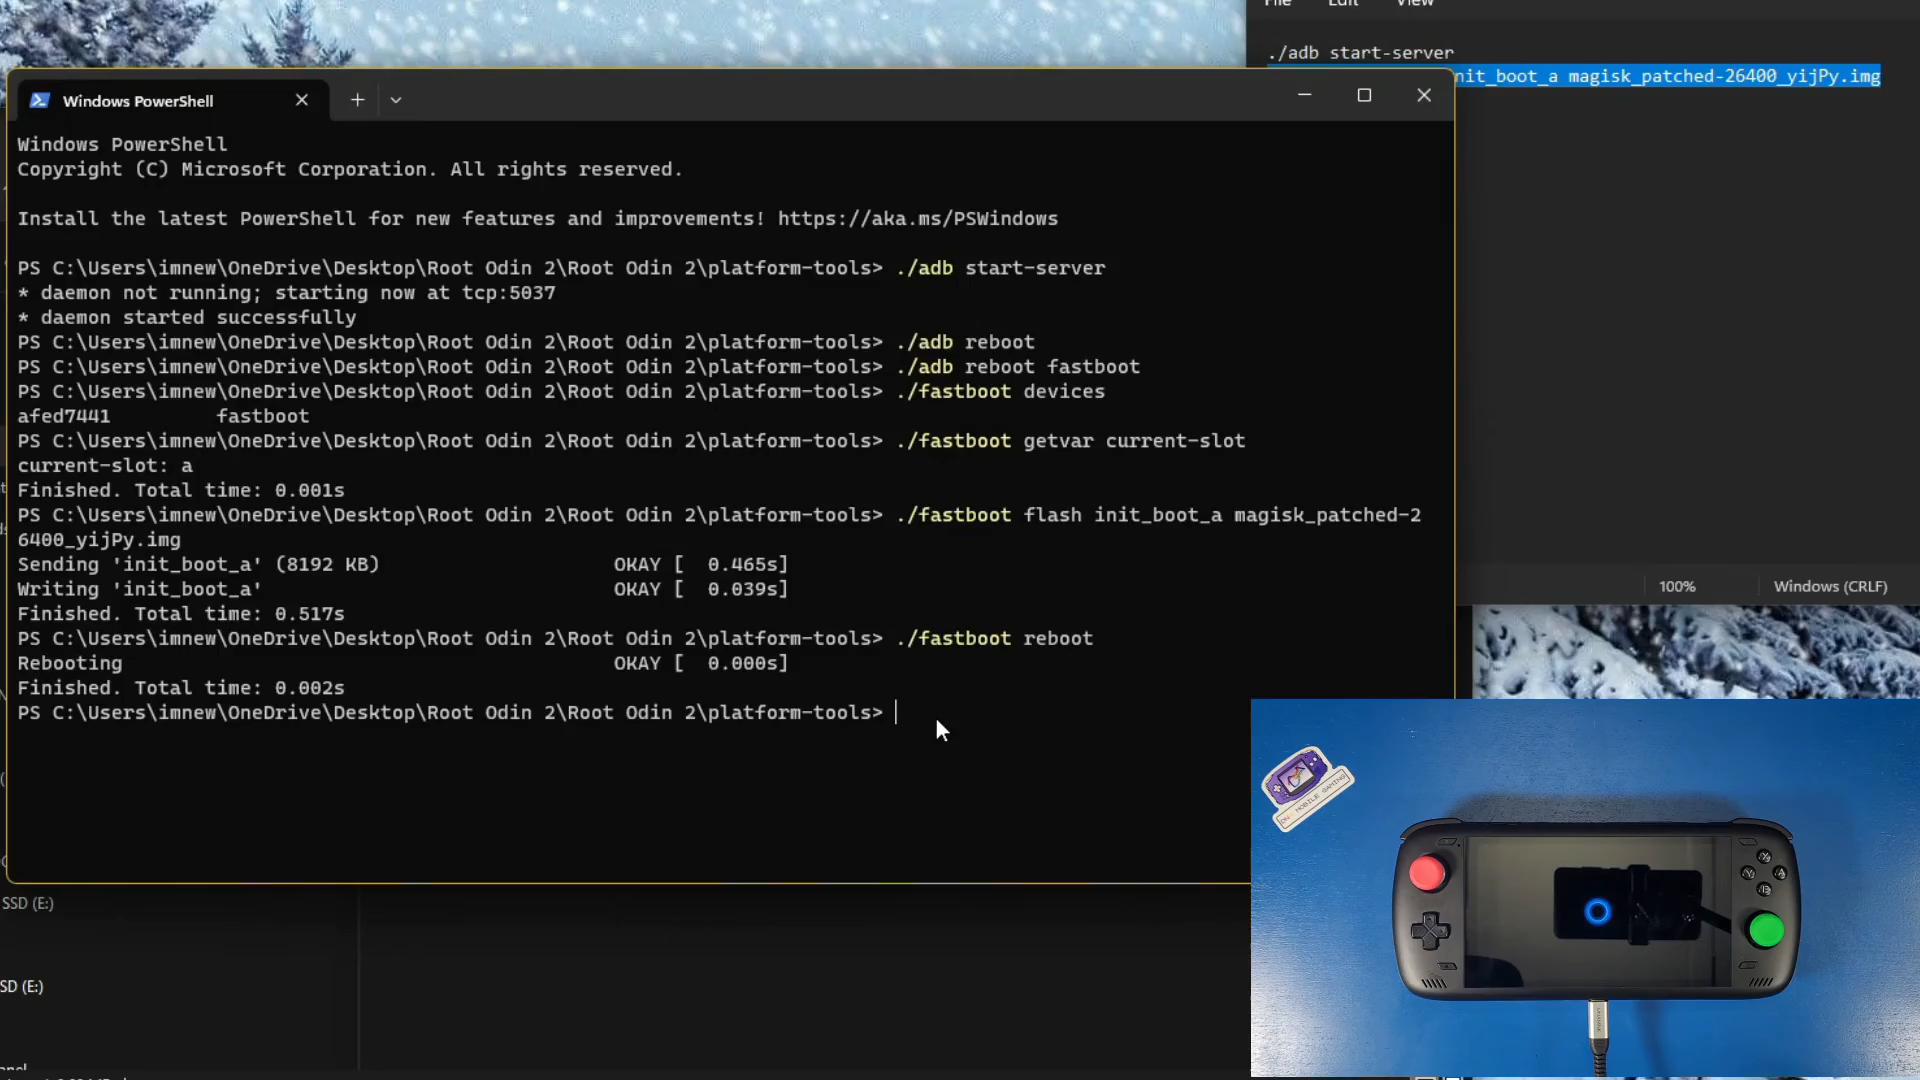 File Edit View
./adb start-server
nit_boot_a magisk_patched-26400_yijPy.img
Windows PowerShell
Windows PowerShell
Copyright (C) Microsoft Corporation. All rights reserved.
Install the latest PowerShell for new features and improvements! https://aka.ms/PSWindows
PS C:\Users\imnew\OneDrive\Desktop\Root Odin 2\Root Odin 2\platform-tools> ./adb start-server
* daemon not running; starting now at tcp:5037
* daemon started successfully
PS C:\Users\imnew\OneDrive\Desktop\Root Odin 2\Root Odin 2\platform-tools> ./adb reboot
PS C:\Users\imnew\OneDrive\Desktop\Root Odin 2\Root Odin 2\platform-tools> ./adb reboot fastboot
PS C:\Users\imnew\OneDrive\Desktop\Root Odin 2\Root Odin 2\platform-tools> ./fastboot devices
afed7441 fastboot
PS C:\Users\imnew\OneDrive\Desktop\Root Odin 2\Root Odin 2\platform-tools> ./fastboot getvar current-slot
current-slot: a
Finished. Total time: 0.001s
PS C:\Users\imnew\OneDrive\Desktop\Root Odin 2\Root Odin 2\platform-tools> ./fastboot flash init_boot_a magisk_patched-2
6400_yijPy.img
Sending 'init_boot_a' (8192 KB) OKAY [ 0.465s]
Writing 'init_boot_a' OKAY [ 0.039s]
Finished. Total time: 0.517s
PS C:\Users\imnew\OneDrive\Desktop\Root Odin 2\Root Odin 2\platform-tools> ./fastboot reboot
Rebooting OKAY [ 0.000s]
Finished. Total time: 0.002s
PS C:\Users\imnew\OneDrive\Desktop\Root Odin 2\Root Odin 2\platform-tools>
100% Windows (CRLF)
SSD (E:)
SD (E:)
MOBILE GAMING
X
Y A
B